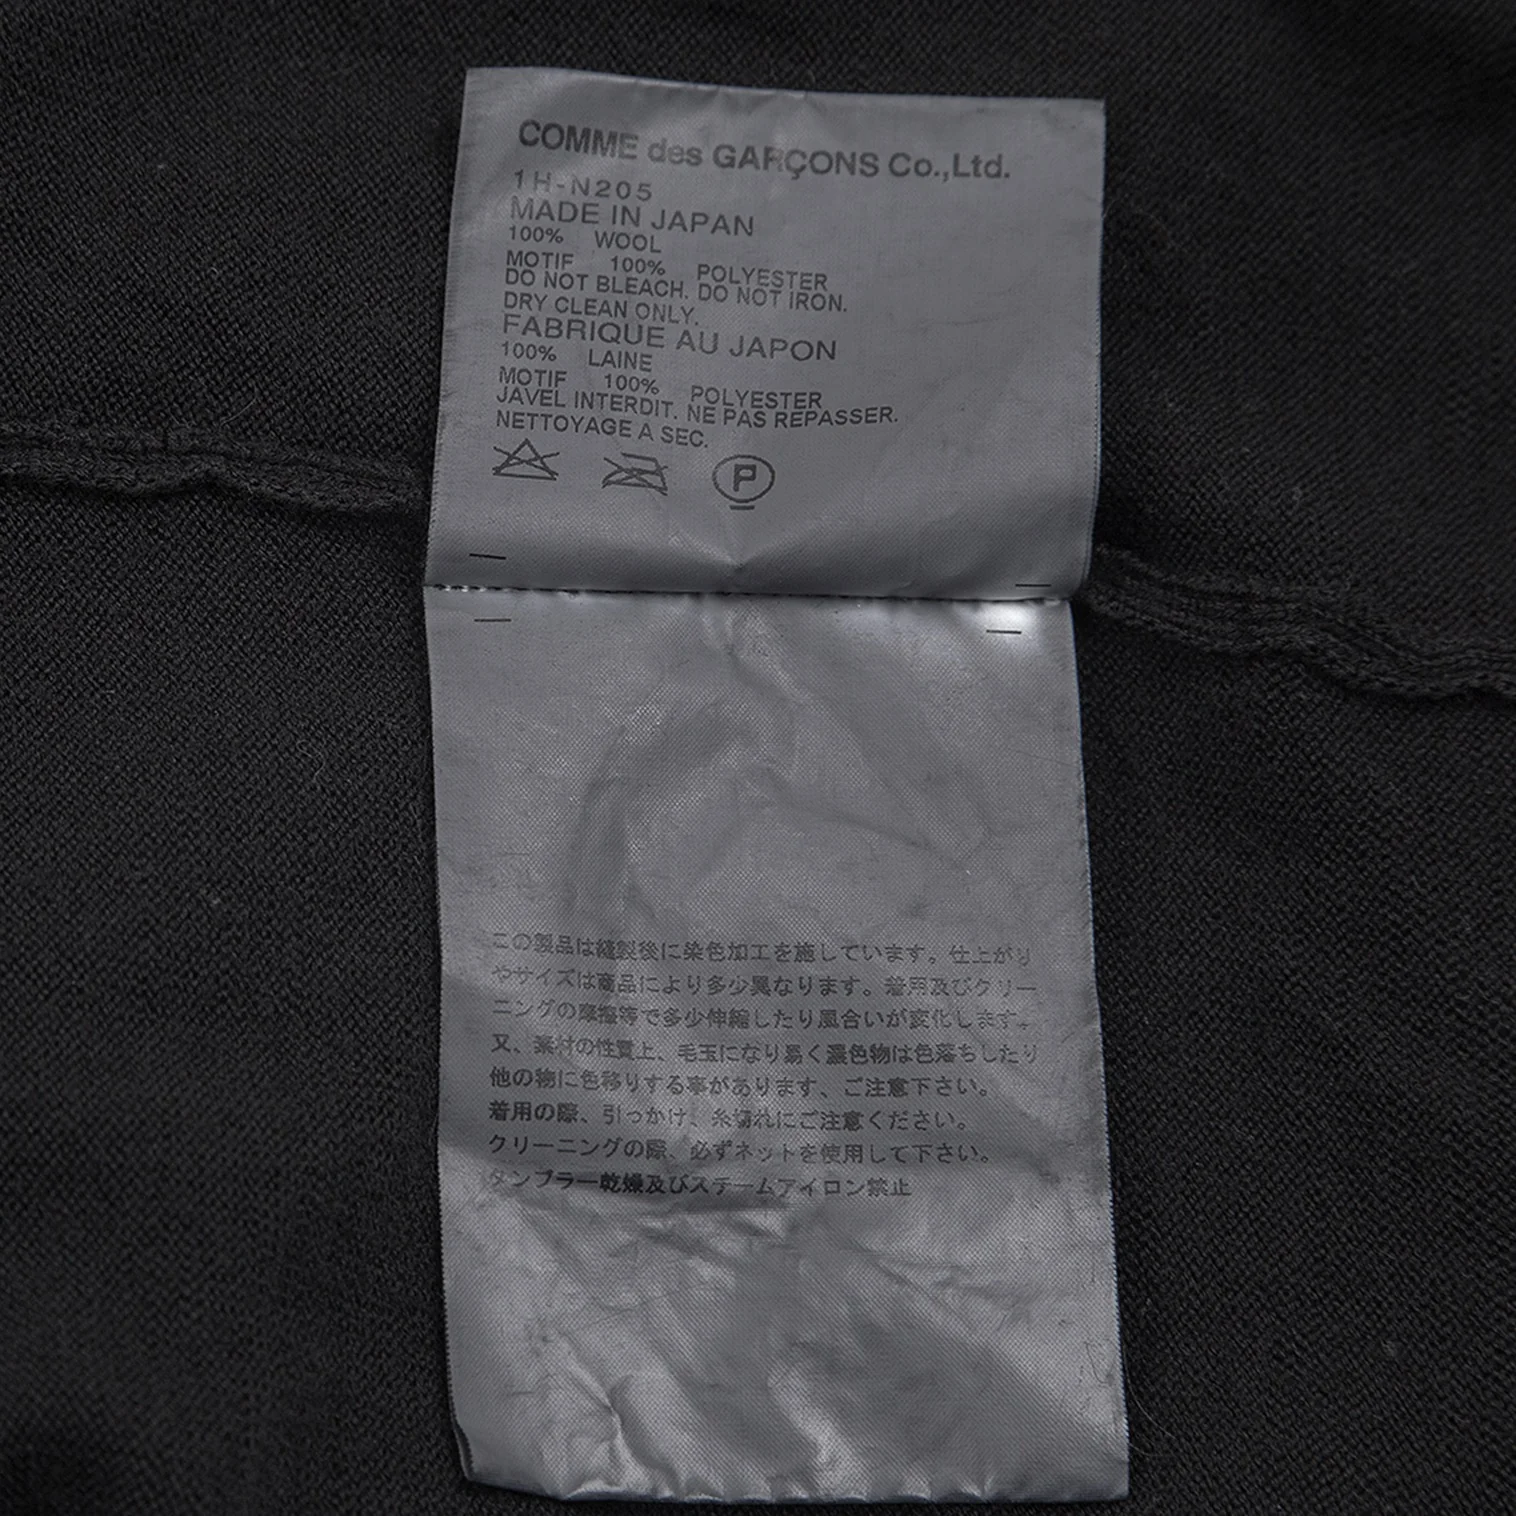 COMME des GARÇONS Co.,Ltd.
1H-N205
MADE IN JAPAN
100% WOOL
MOTIF 100% POLYESTER
DO NOT BLEACH. DO NOT IRON.
DRY CLEAN ONLY.
FABRIQUE AU JAPON
100% LAINE
MOTIF 100% POLYESTER
JAVEL INTERDIT. NE PAS REPASSER.
NETTOYAGE A SEC.
P
この製品は縫製後に染色加工を施しています。仕上がり
やサイズは商品により多少異なります。着用及びクリー
ニングの摩擦等で多少伸縮したり風合いが変化します。
又、素材の性質上、毛玉になり易く濃色物は色落ちしたり
他の物に色移りする事があります、ご注意下さい。
着用の際、引っかけ、糸切れにご注意ください。
クリーニングの際、必ずネットを使用して下さい。
タンブラー乾燥及びスチームアイロン禁止